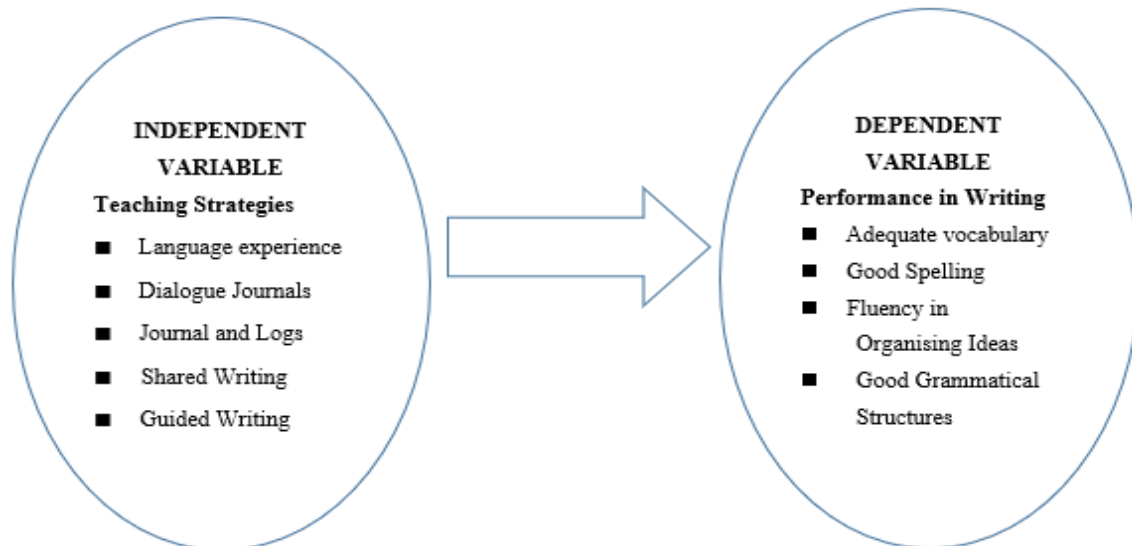 INDEPENDENT
VARIABLE
Teaching Strategies
■ Language experience
■ Dialogue Journals
■ Journal and Logs
■ Shared Writing
■ Guided Writing
DEPENDENT
VARIABLE
Performance in Writing
■ Adequate vocabulary
■ Good Spelling
■ Fluency in
Organising Ideas
■ Good Grammatical
Structures